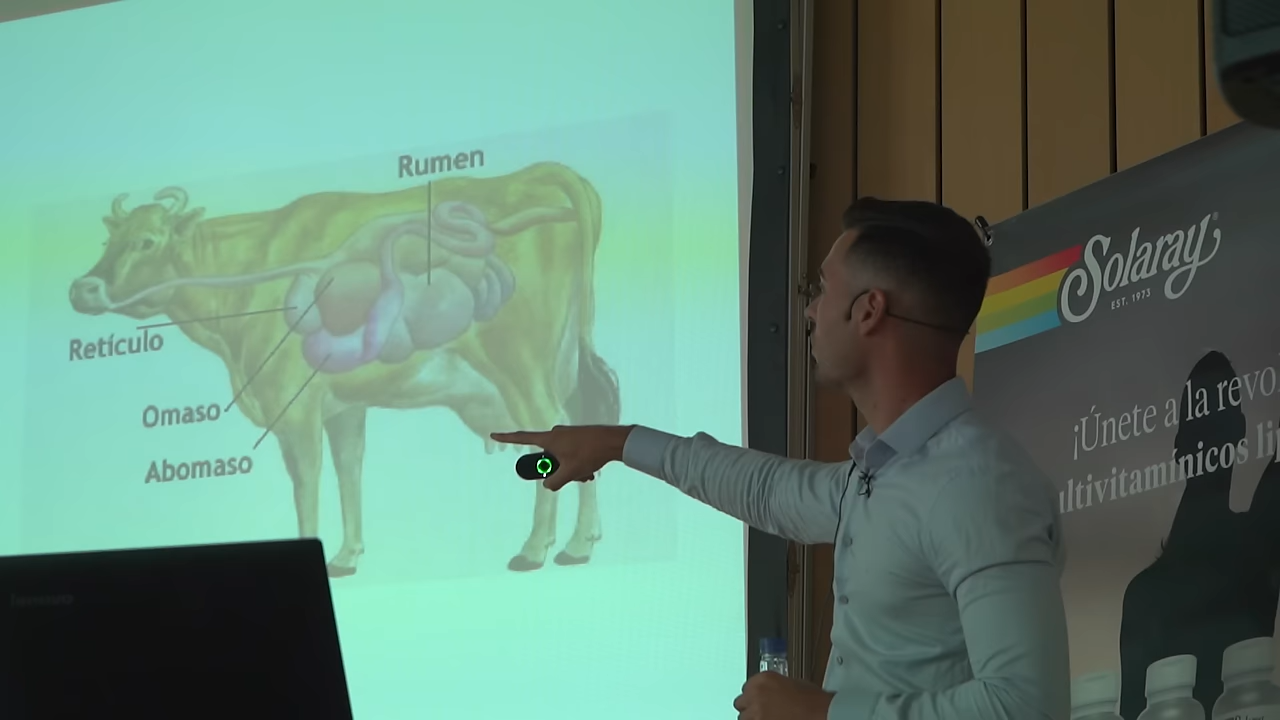 Rumen
Retículo
Omaso
Abomaso
Solaray
EST. 1973
¡Únete a la revo
ultivitamínicos li